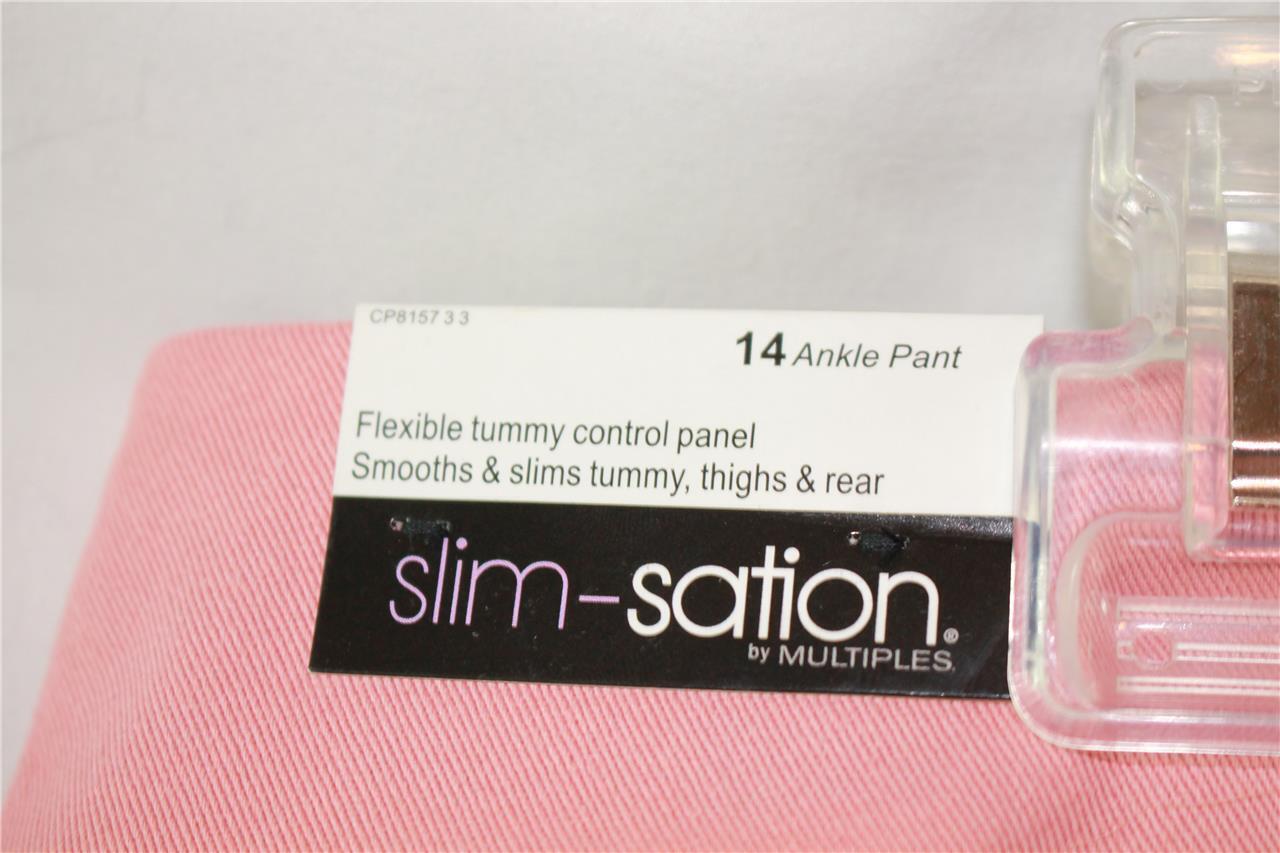 CP8157 3 3
14 Ankle Pant
Flexible tummy control panel
Smooths & slims tummy, thighs & rear
slim-sation®
by MULTIPLES